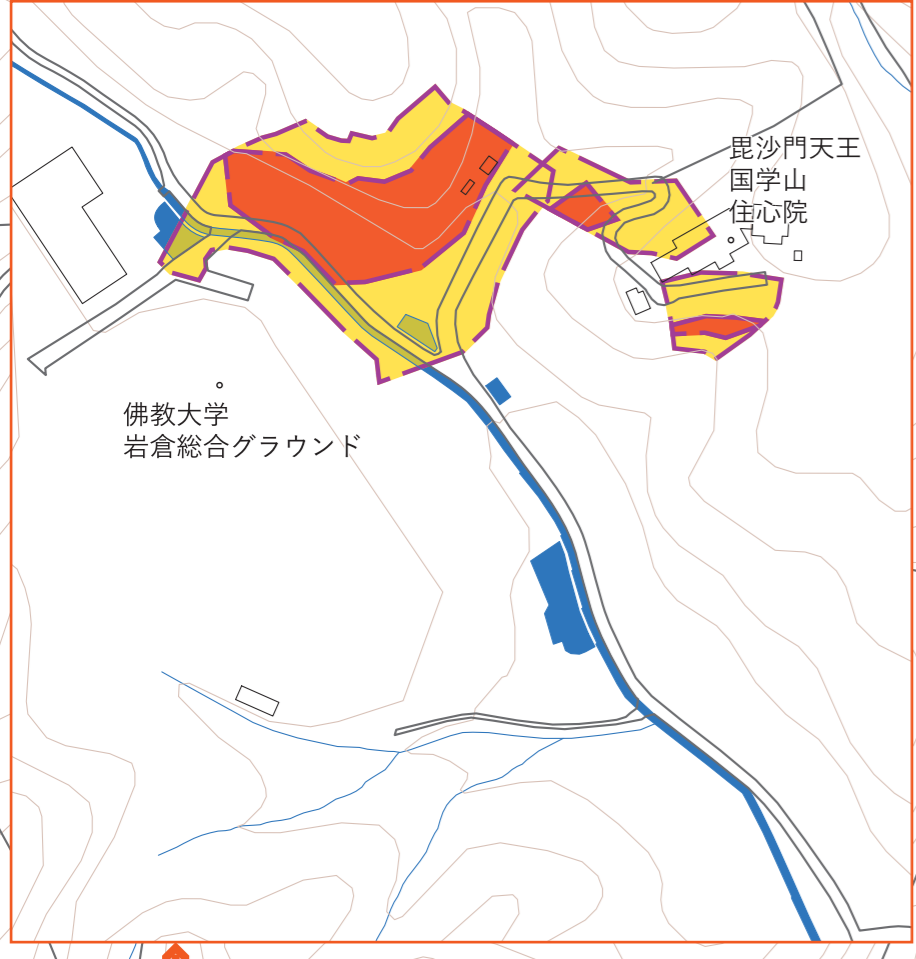 毘沙門天王
国学山
住心院
佛教大学
岩倉総合グラウンド